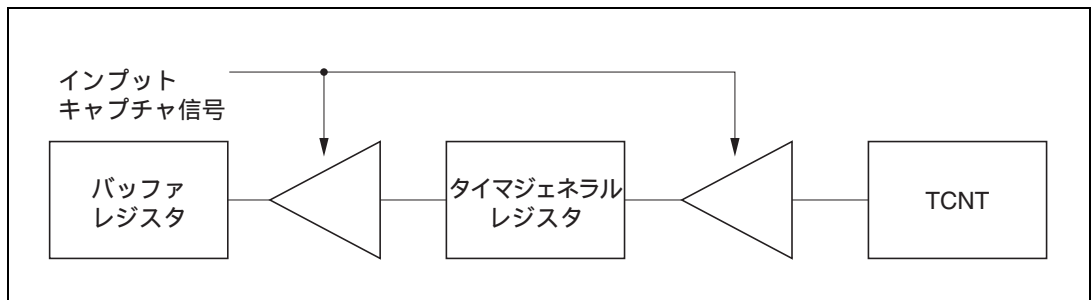 インプット
キャプチャ信号
バッファ
レジスタ
タイマジェネラル
レジスタ
TCNT